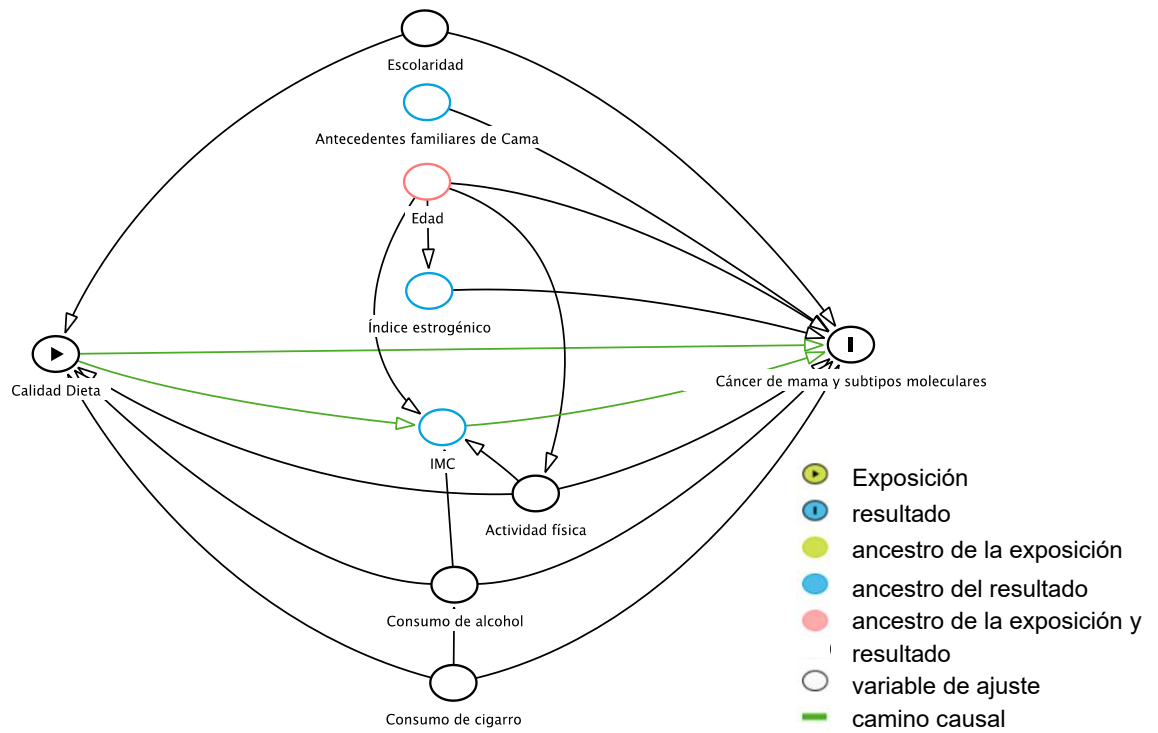 Escolaridad
Antecedentes familiares de Cama
Edad
Índice estrogénico
Calidad Dieta
Cáncer de mama y subtipos moleculares
IMC
Actividad física
Consumo de alcohol
Consumo de cigarro
Exposición
resultado
ancestro de la exposición
ancestro del resultado
ancestro de la exposición y
resultado
variable de ajuste
camino causal